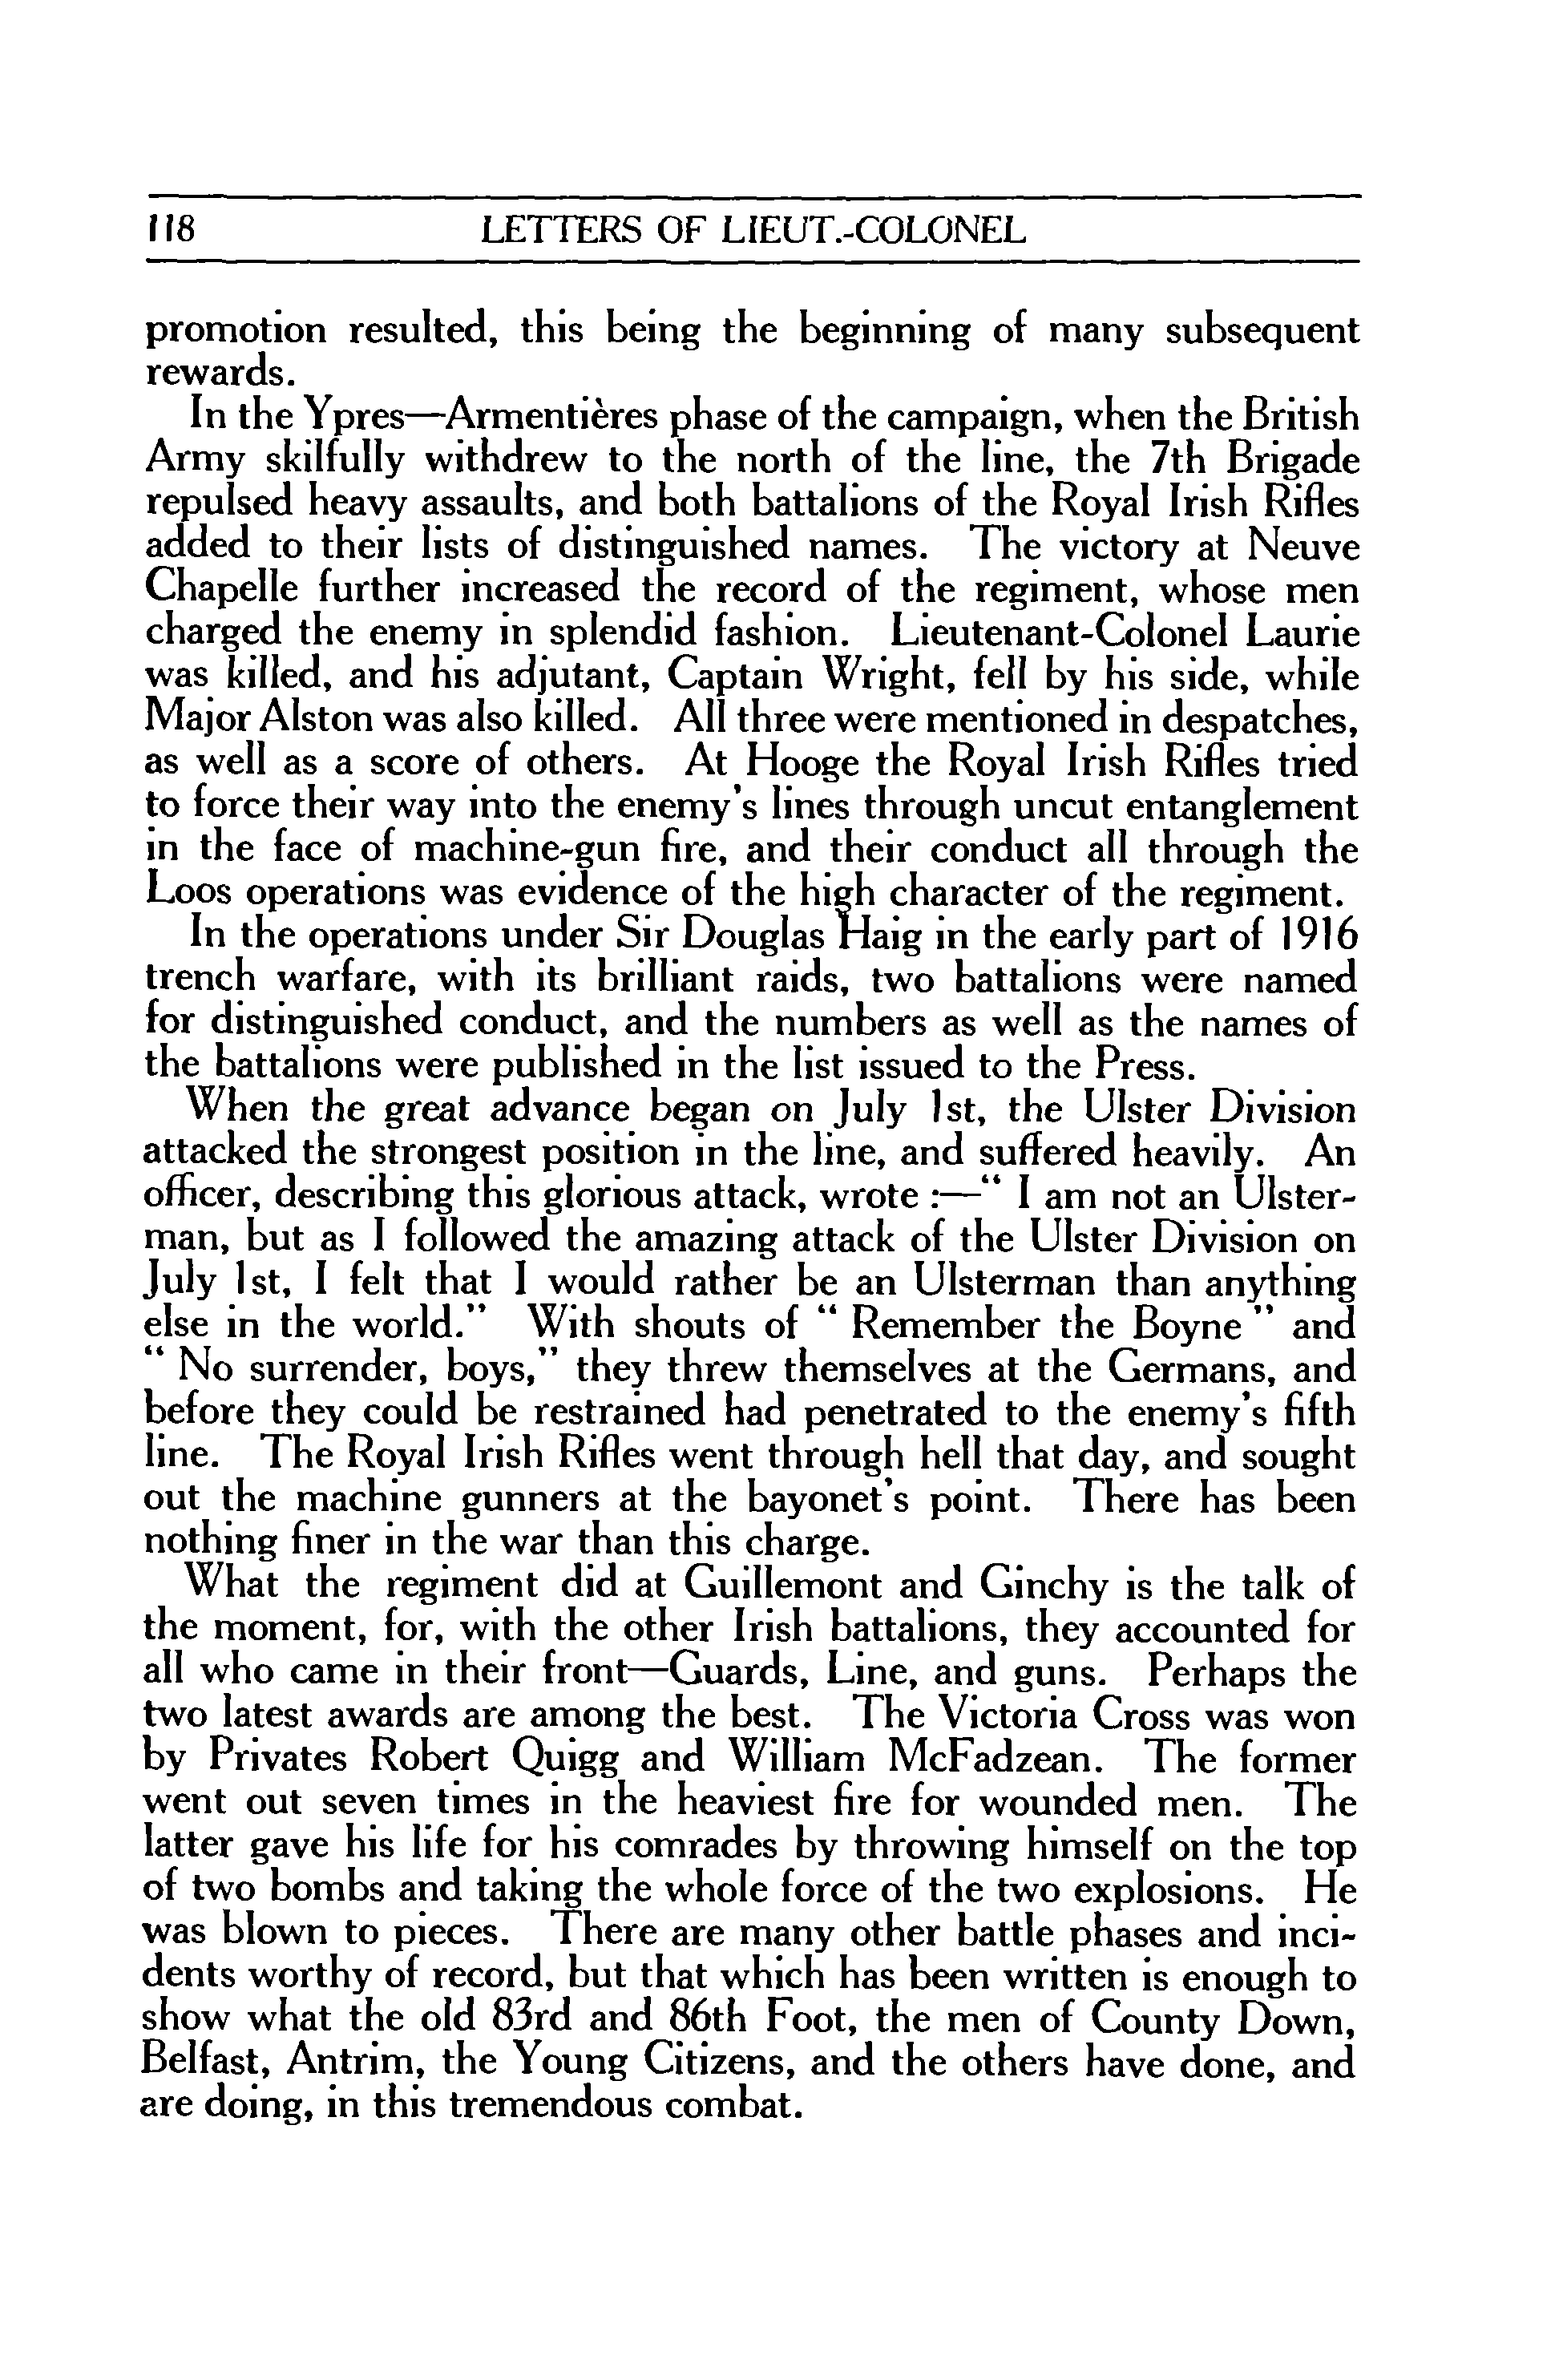 118 LETTERS OF LIEUT.-COLONEL
promotion resulted, this being the beginning of many subsequent
rewards.
In the Ypres—Armentières phase of the campaign, when the British
Army skilfully withdrew to the north of the line, the 7th Brigade
repulsed heavy assaults, and both battalions of the Royal Irish Rifles
added to their lists of distinguished names. The victory at Neuve
Chapelle further increased the record of the regiment, whose men
charged the enemy in splendid fashion. Lieutenant-Colonel Laurie
was killed, and his adjutant, Captain Wright, fell by his side, while
Major Alston was also killed. All three were mentioned in despatches,
as well as a score of others. At Hooge the Royal Irish Rifles tried
to force their way into the enemy's lines through uncut entanglement
in the face of machine-gun fire, and their conduct all through the
Loos operations was evidence of the high character of the regiment.
In the operations under Sir Douglas Haig in the early part of 1916
trench warfare, with its brilliant raids, two battalions were named
for distinguished conduct, and the numbers as well as the names of
the battalions were published in the list issued to the Press.
When the great advance began on July 1st, the Ulster Division
attacked the strongest position in the line, and suffered heavily. An
officer, describing this glorious attack, wrote :—“ I am not an Ulster-
man, but as I followed the amazing attack of the Ulster Division on
July 1st, I felt that I would rather be an Ulsterman than anything
else in the world.” With shouts of “ Remember the Boyne ” and
“ No surrender, boys,” they threw themselves at the Germans, and
before they could be restrained had penetrated to the enemy's fifth
line. The Royal Irish Rifles went through hell that day, and sought
out the machine gunners at the bayonet's point. There has been
nothing finer in the war than this charge.
What the regiment did at Guillemont and Ginchy is the talk of
the moment, for, with the other Irish battalions, they accounted for
all who came in their front—Guards, Line, and guns. Perhaps the
two latest awards are among the best. The Victoria Cross was won
by Privates Robert Quigg and William McFadzean. The former
went out seven times in the heaviest fire for wounded men. The
latter gave his life for his comrades by throwing himself on the top
of two bombs and taking the whole force of the two explosions. He
was blown to pieces. There are many other battle phases and inci-
dents worthy of record, but that which has been written is enough to
show what the old 83rd and 86th Foot, the men of County Down,
Belfast, Antrim, the Young Citizens, and the others have done, and
are doing, in this tremendous combat.